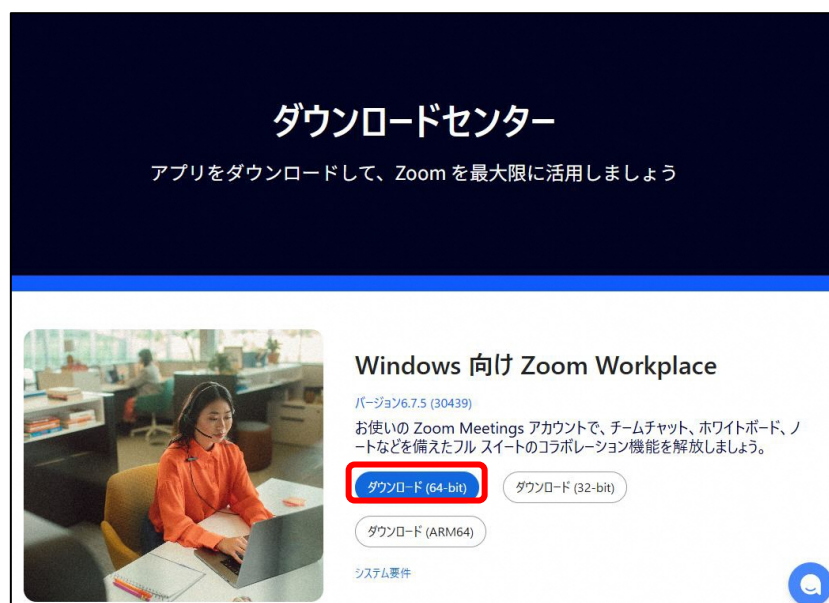 ダウンロードセンター
アプリをダウンロードして、Zoom を最大限に活用しましょう
Windows 向け Zoom Workplace
バージョン6.7.5 (30439)
お使いの Zoom Meetings アカウントで、チームチャット、ホワイトボード、ノ
ートなどを備えたフル スイートのコラボレーション機能を解放しましょう。
ダウンロード (64-bit)
ダウンロード (32-bit)
ダウンロード (ARM64)
システム要件